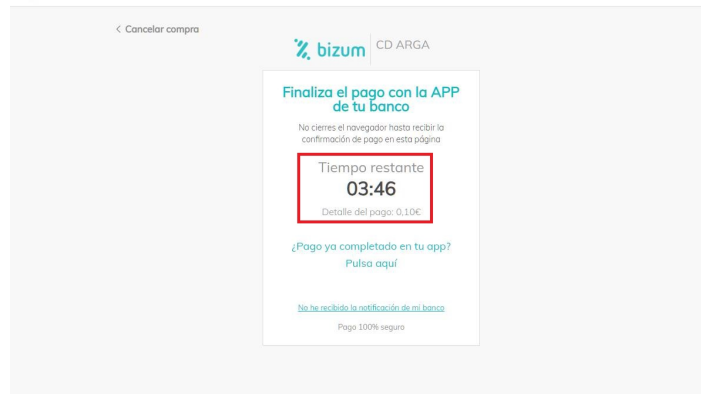 < Cancelar compra
bizum CD ARGA
Finaliza el pago con la APP
de tu banco
No cierres el navegador hasta recibir la
confirmación de pago en esta página
Tiempo restante
03:46
Detalle del pago: 0,10€
¿Pago ya completado en tu app?
Pulsa aquí
No he recibido la notificación de mi banco
Pago 100% seguro